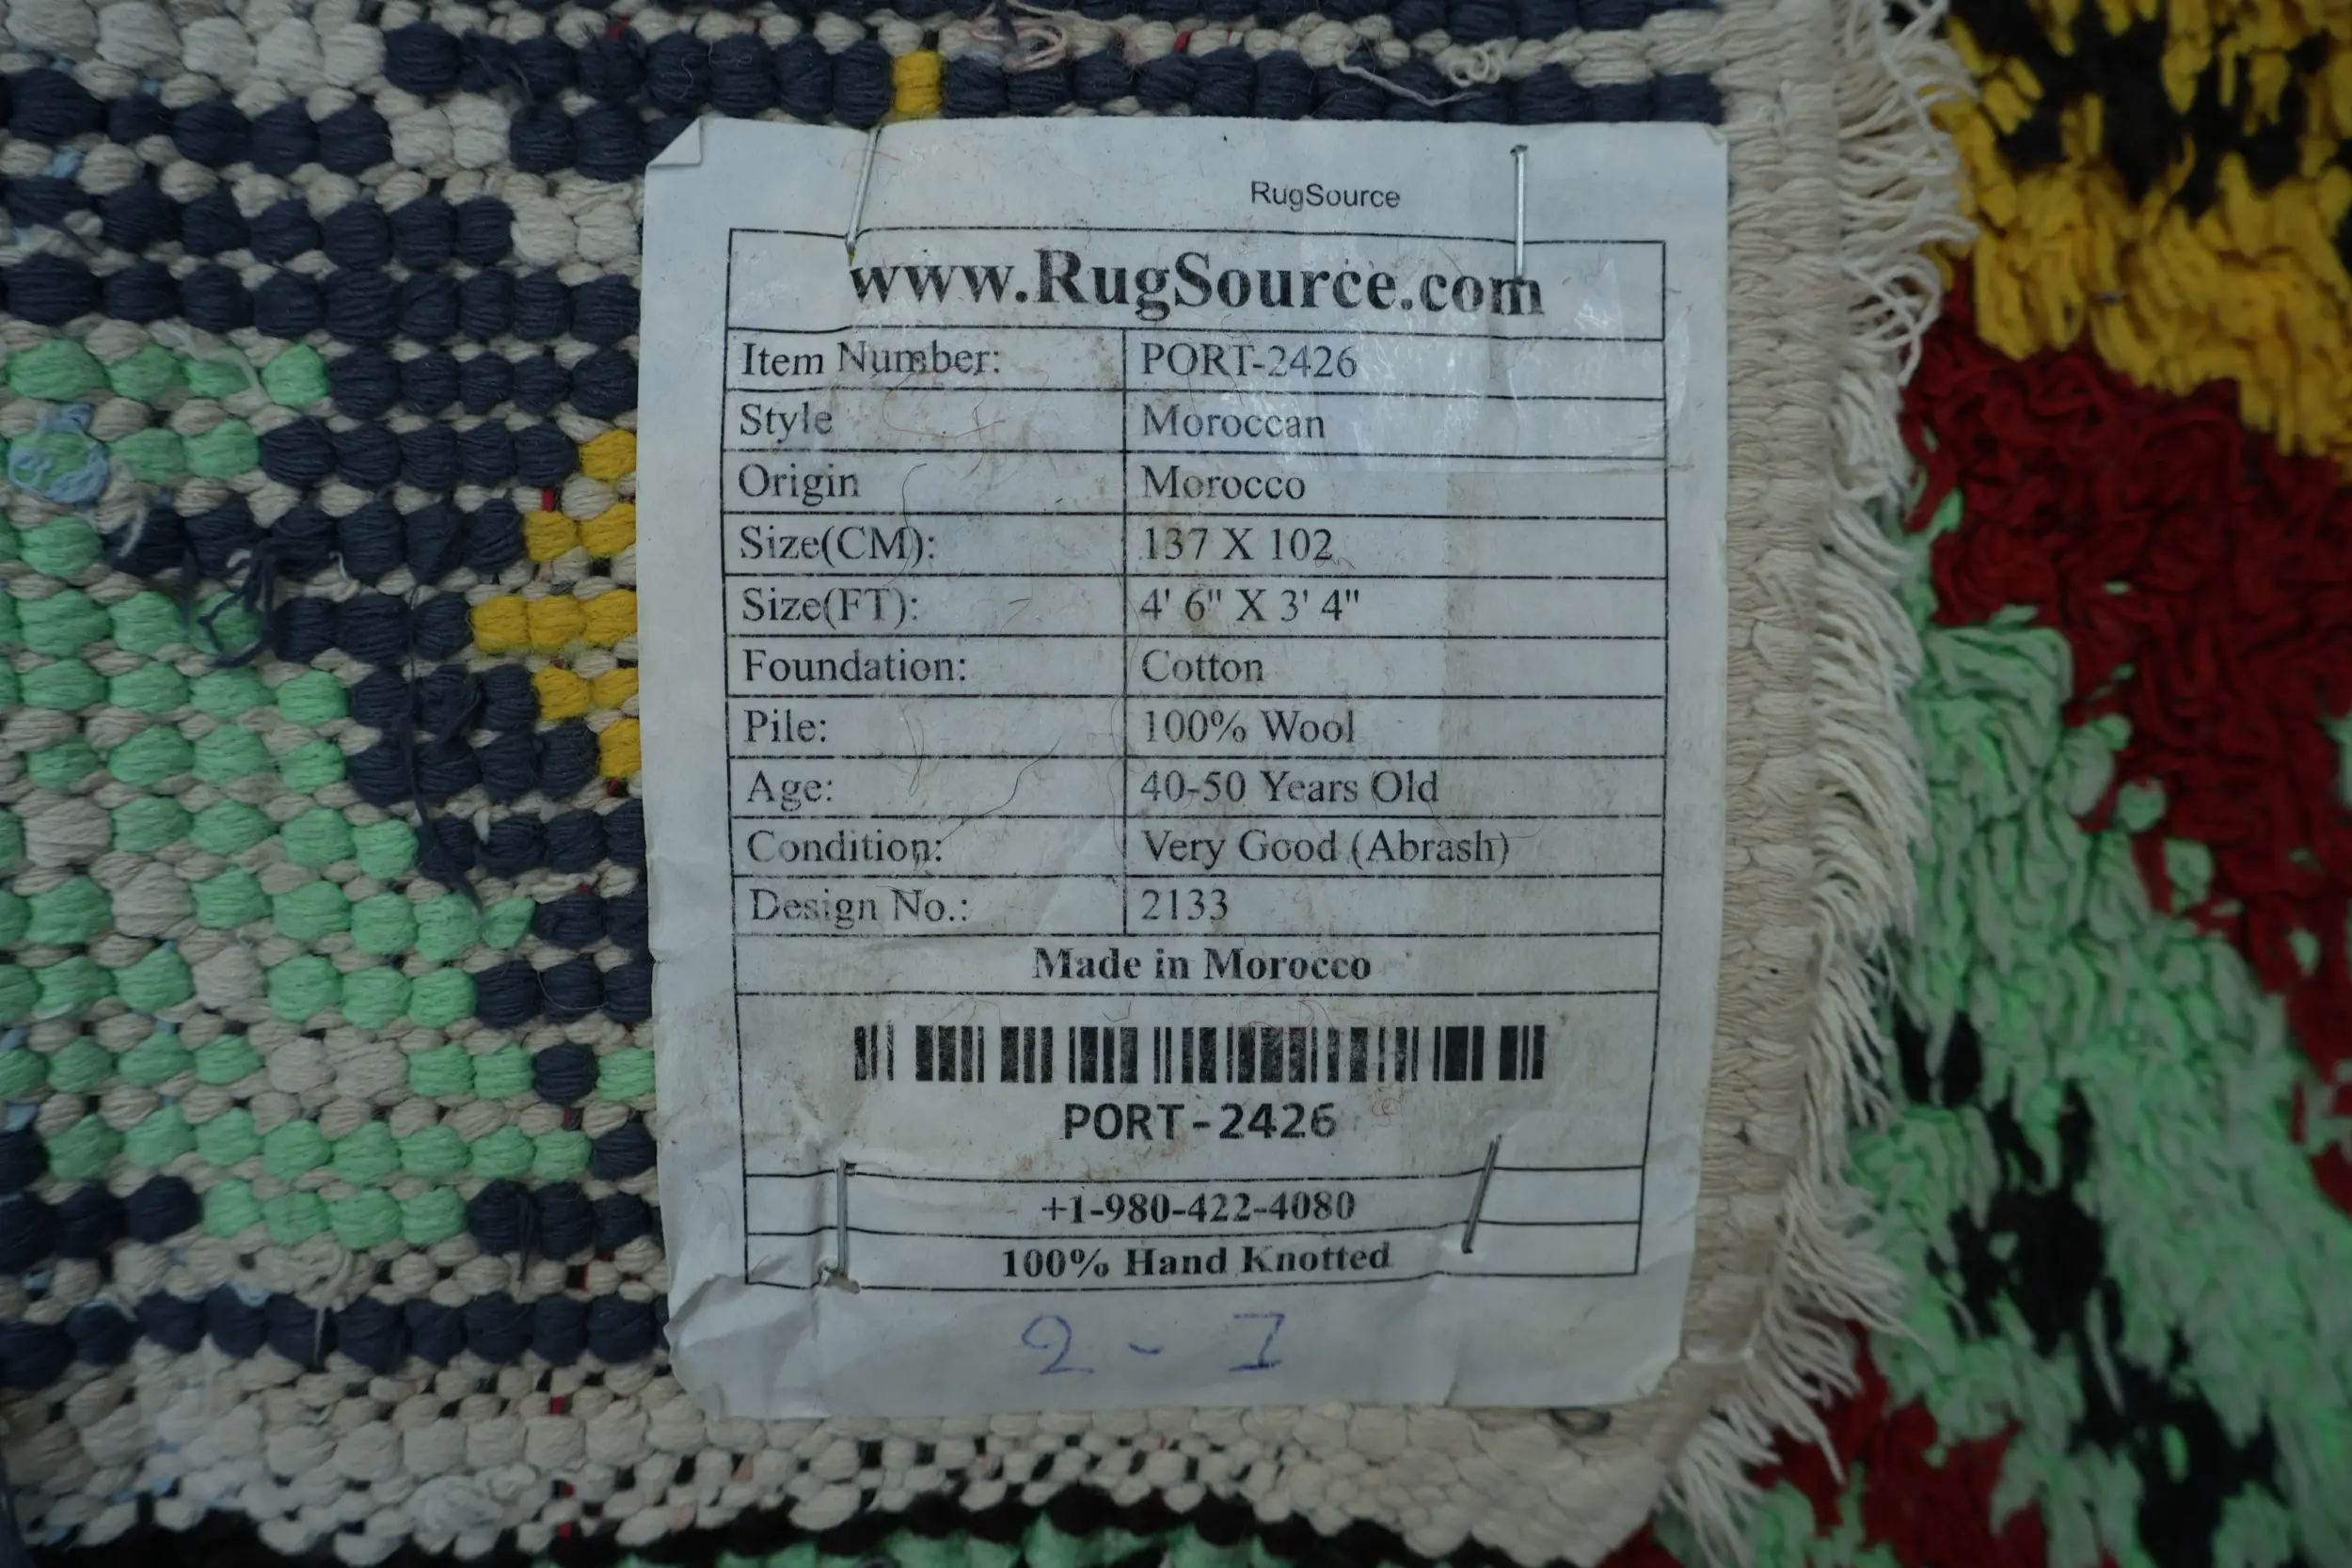 RugSource
www.RugSource.com
Item Number: PORT-2426
Style Moroccan
Origin Morocco
Size(CM): 137 X 102
Size(FT): 4' 6" X 3' 4"
Foundation: Cotton
Pile: 100% Wool
Age: 40-50 Years Old
Condition: Very Good (Abrash)
Design No.: 2133
Made in Morocco
PORT-2426
+1-980-422-4080
100% Hand Knotted
2 - 1